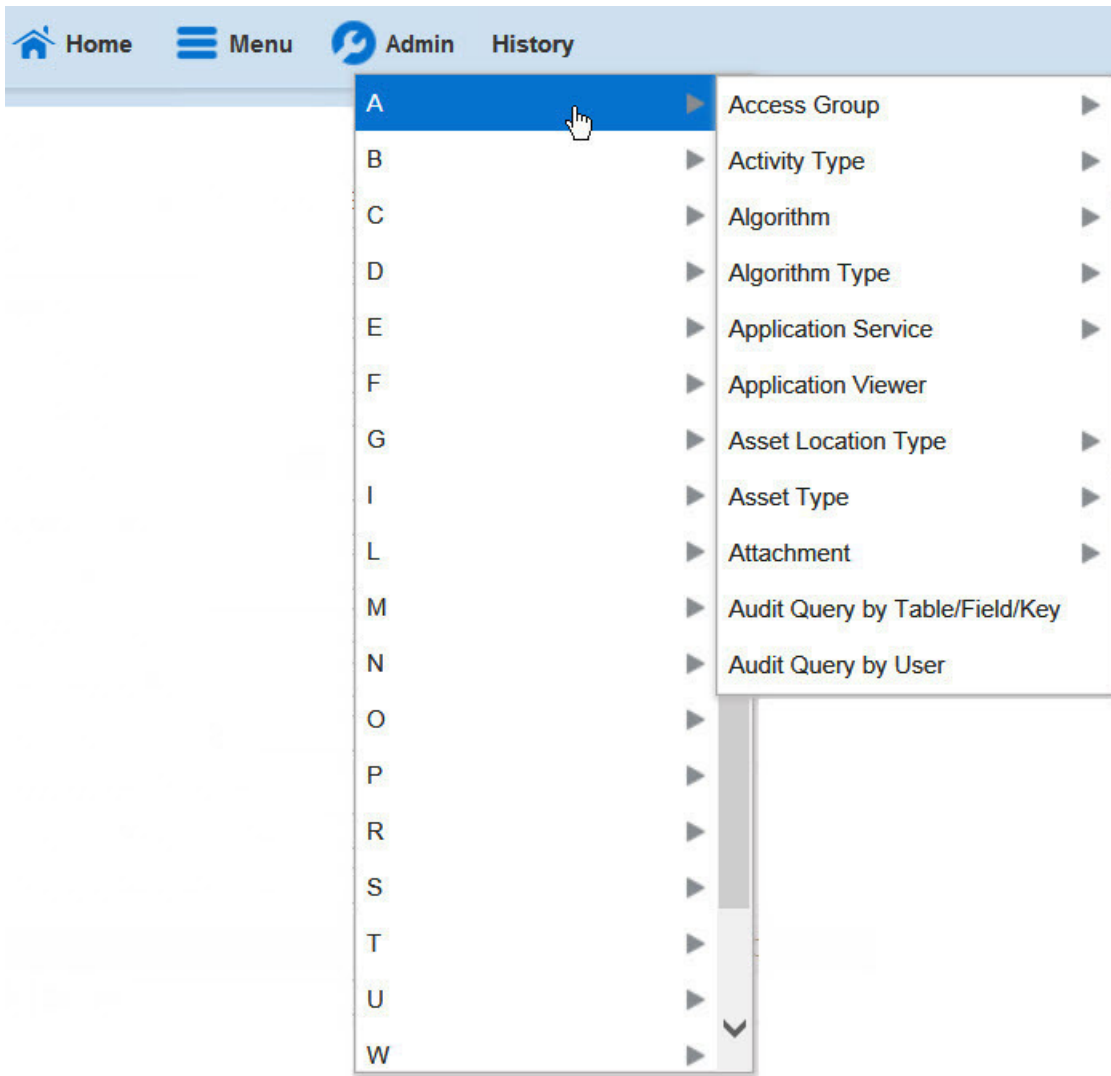 Home Menu Admin History
A
B
C
D
E
F
G
I
L
M
N
O
P
R
S
T
U
W
Access Group
Activity Type
Algorithm
Algorithm Type
Application Service
Application Viewer
Asset Location Type
Asset Type
Attachment
Audit Query by Table/Field/Key
Audit Query by User